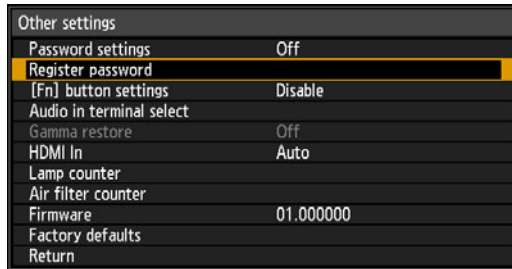 Other settings
Password settings Off
Register password
[Fn] button settings Disable
Audio in terminal select
Gamma restore Off
HDMI In Auto
Lamp counter
Air filter counter
Firmware 01.000000
Factory defaults
Return